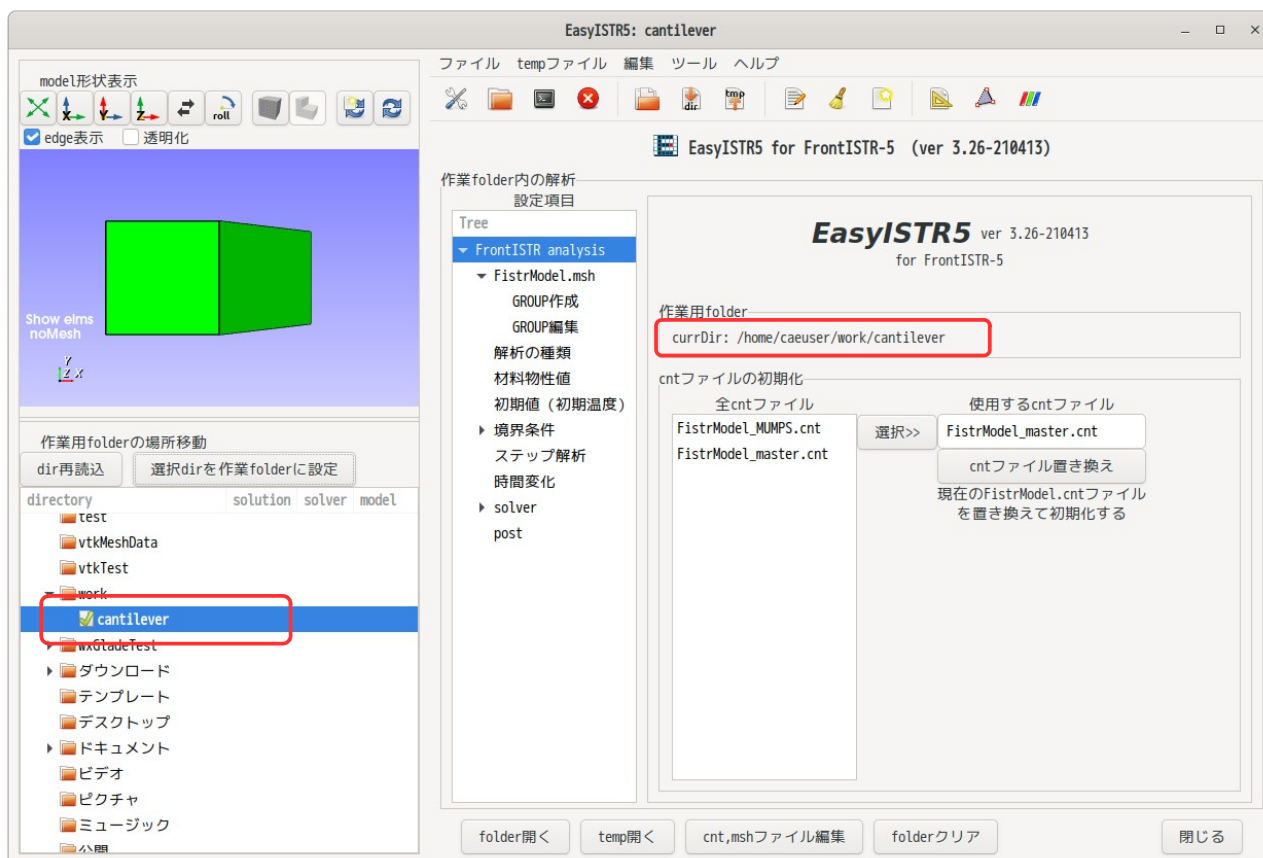 EasyISTR5: cantilever
model形状表示
roll
edge表示 透明化
Show elms
noMesh
Y
Z X
作業用folderの場所移動
dir再読込 選択dirを作業folderに設定
directory solution solver model
test
vtkMeshData
vtkTest
work
cantilever
wxGladeTest
ダウンロード
テンプレート
デスクトップ
ドキュメント
ビデオ
ピクチャ
ミュージック
公開
ファイル tempファイル 編集 ツール ヘルプ
dir tmp
EasyISTR5 for FrontISTR-5 (ver 3.26-210413)
作業folder内の解析
設定項目
Tree
FrontISTR analysis
FistrModel.msh
GROUP作成
GROUP編集
解析の種類
材料物性値
初期値（初期温度）
境界条件
ステップ解析
時間変化
solver
post
EasyISTR5 ver 3.26-210413
for FrontISTR-5
作業用folder
currDir: /home/caeuser/work/cantilever
cntファイルの初期化
全cntファイル 使用するcntファイル
FistrModel_MUMPS.cnt 選択>> FistrModel_master.cnt
FistrModel_master.cnt
cntファイル置き換え
現在のFistrModel.cntファイル
を置き換えて初期化する
folder開く temp開く cnt,mshファイル編集 folderクリア 閉じる